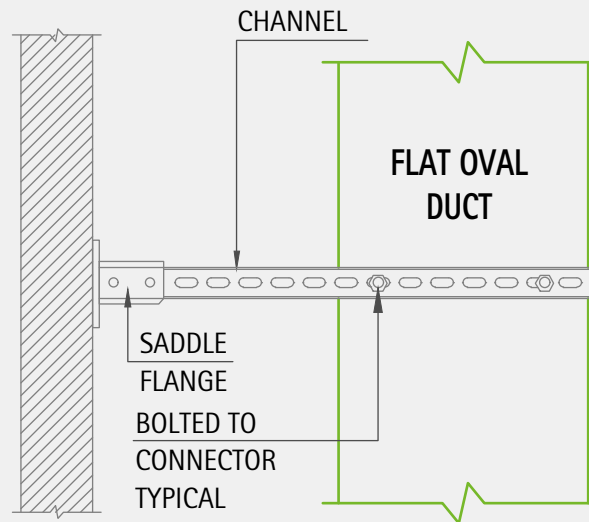 CHANNEL
FLAT OVAL
DUCT
SADDLE
FLANGE
BOLTED TO
CONNECTOR
TYPICAL